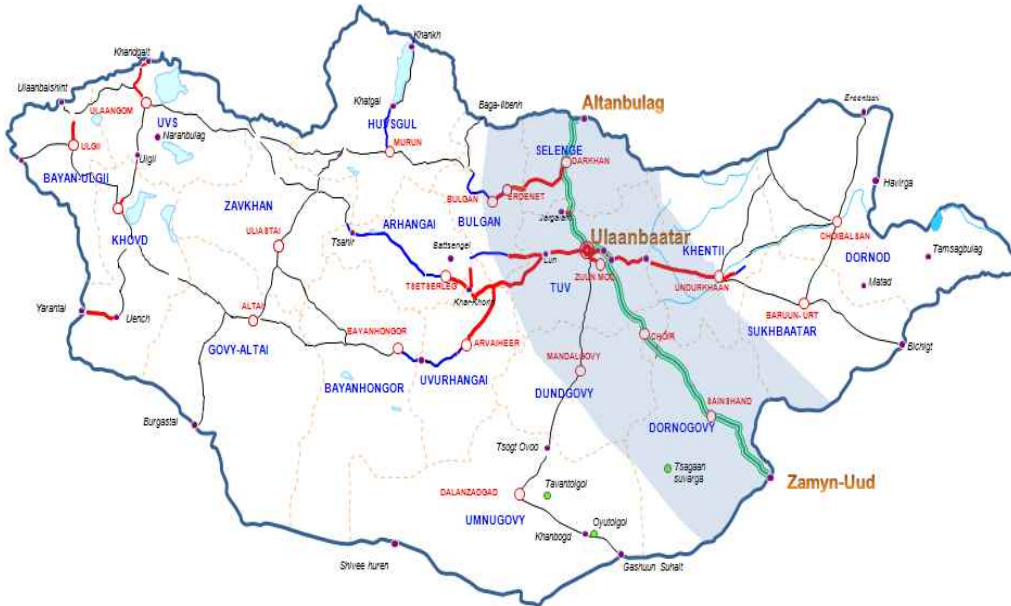 Khankh
Khandgait
Ulaanbaishint
ULAANGOM
UVS
Naranbulag
ULGII
Ulgii
BAYAN-ULGII
KHOVD
ZAVKHAN
Khatgal
HUVSGUL
MURUN
Baga-Ilbenh
Altanbulag
SELENGE
DARKHAN
ERDENET
BULGAN
BULGAN
Jargalant
ARHANGAI
Tsahir
ULIASTAI
Battsengel
TSETSERLEG
Khar-Khorin
Lun
Ulaanbaatar
ZUUN MOD
TUV
KHENTII
UNDURKHAAN
Ereentsav
Havirga
CHOIBALSAN
DORNOD
Tamsagbulag
Matad
BARUUN-URT
SUKHBAATAR
Bichigt
Yarantai
Uench
ALTAI
GOVY-ALTAI
BAYANHONGOR
ARVAIHEER
BAYANHONGOR
UVURHANGAI
MANDALGOVY
DUNDGOVY
CHOIR
SAINSHAND
DORNOGOVY
Burgastai
Tsogt Ovoo
Tsagaan
suvarga
Zamyn-Uud
DALANZADGAD
Tavantolgoi
UMNUGOVY
Khanbogd
Oyutolgoi
Shivee huren
Gashuun Suhait